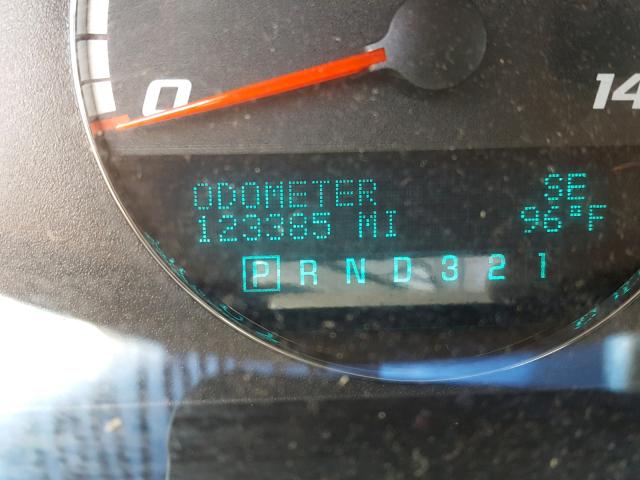 0
14
ODOMETER SE
123385 MI 96°F
P R N D 3 2 1